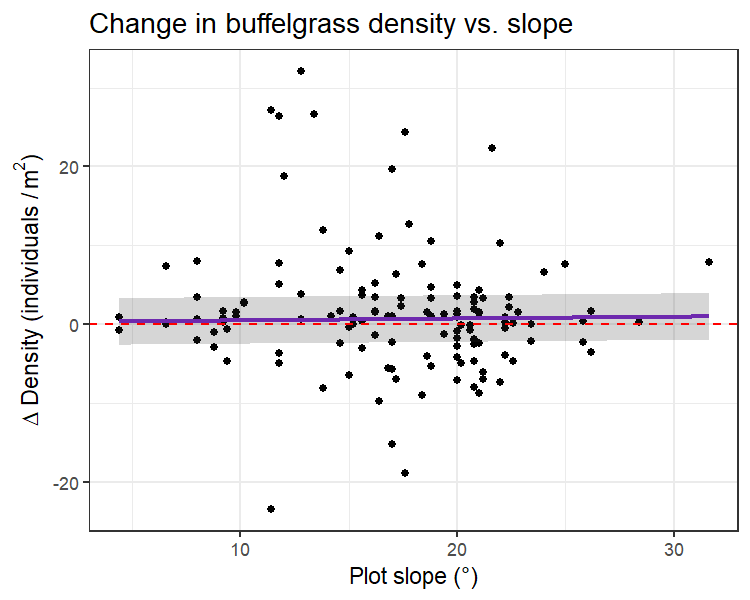 Change in buffelgrass density vs. slope
Δ Density (individuals / m²)
20
0
-20
10
20
30
Plot slope (°)